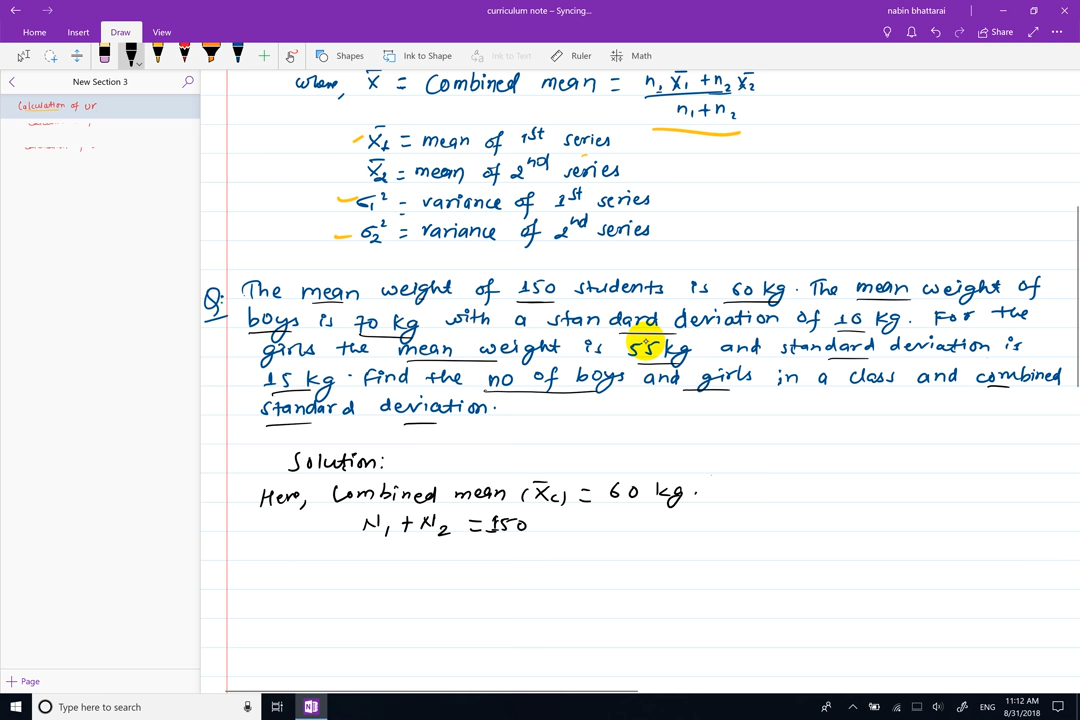 curriculum note - Syncing...
nabin bhattarai
Home Insert Draw View
Share
Shapes Ink to Shape Ink to Text Ruler Math
New Section 3
Calculation of ur
where, X̄ = Combined mean = n₁ X̄₁ + n₂ X̄₂
n₁ + n₂
X̄₁ = mean of 1st series
X̄₂ = mean of 2nd series
σ₁² = variance of 1st series
σ₂² = variance of 2nd series
Q: The mean weight of 150 students is 60 kg. The mean weight of
boys is 70 kg with a standard deviation of 10 kg. For the
girls the mean weight is 55 kg and standard deviation is
15 kg. Find the no of boys and girls in a class and combined
standard deviation.
Solution:
Here, Combined mean (X̄c) = 60 kg.
N₁ + N₂ = 150
+ Page
Type here to search
ENG
11:12 AM
8/31/2018